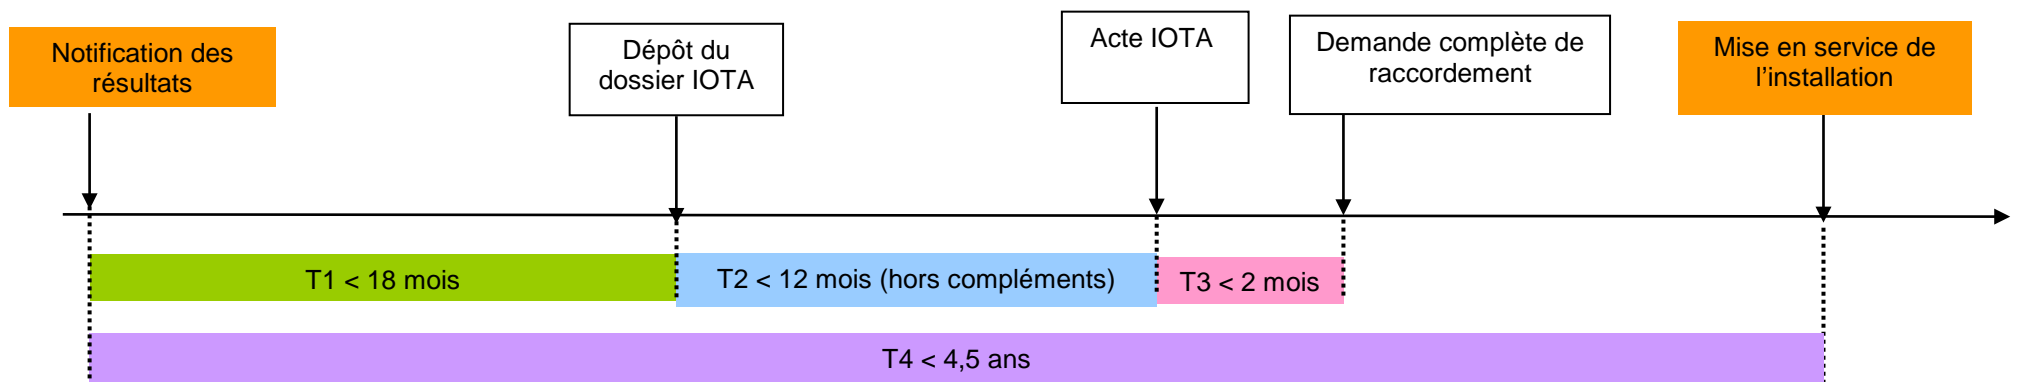 Notification des
résultats
Dépôt du
dossier IOTA
Acte IOTA
Demande complète de
raccordement
Mise en service de
l’installation
T1 < 18 mois
T2 < 12 mois (hors compléments)
T3 < 2 mois
T4 < 4,5 ans